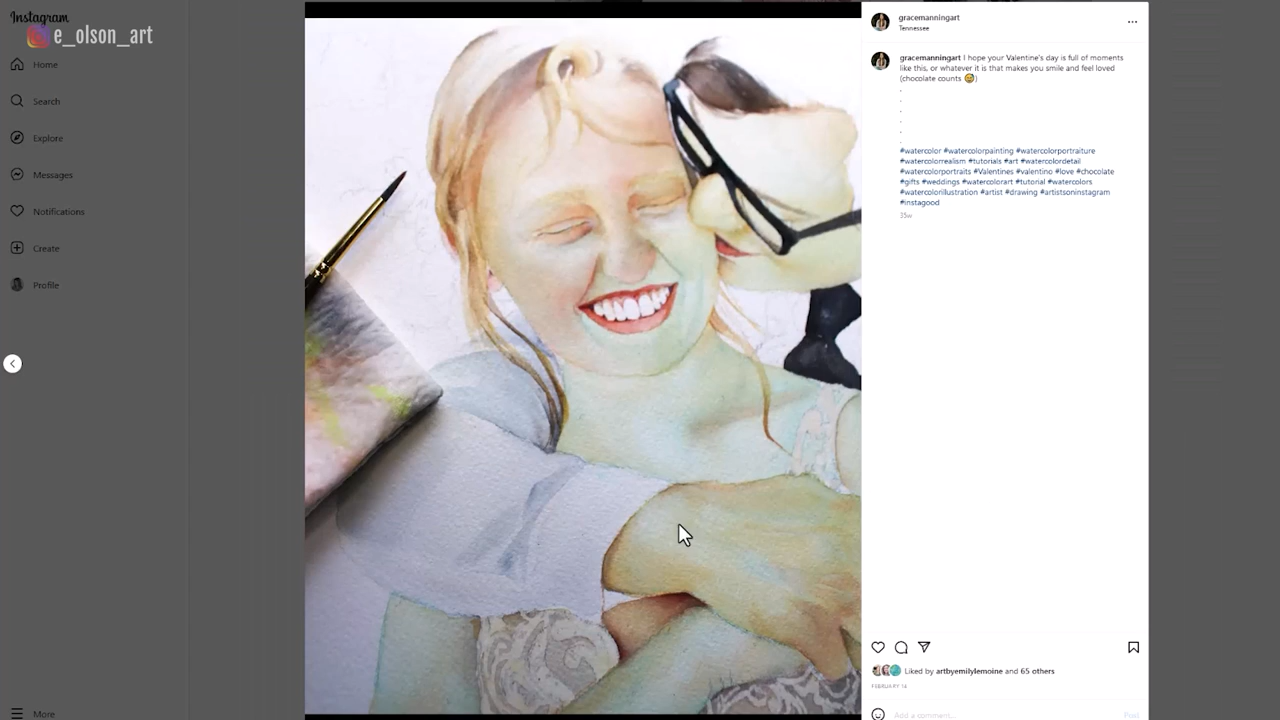 Instagram
e_olson_art
Home
Search
Explore
Messages
Notifications
Create
Profile
More
gracemanningart
Tennessee
gracemanningart I hope your Valentine's day is full of moments
like this, or whatever it is that makes you smile and feel loved
(chocolate counts 😅)
.
.
.
.
.
.
#watercolor #watercolorpainting #watercolorportraiture
#watercolorrealism #tutorials #art #watercolordetail
#watercolorportraits #Valentines #valentino #love #chocolate
#gifts #weddings #watercolorart #tutorial #watercolors
#watercolorillustration #artist #drawing #artistsoninstagram
#instagood
35w
Liked by artbyemilylemoine and 65 others
FEBRUARY 14
Add a comment...
Post